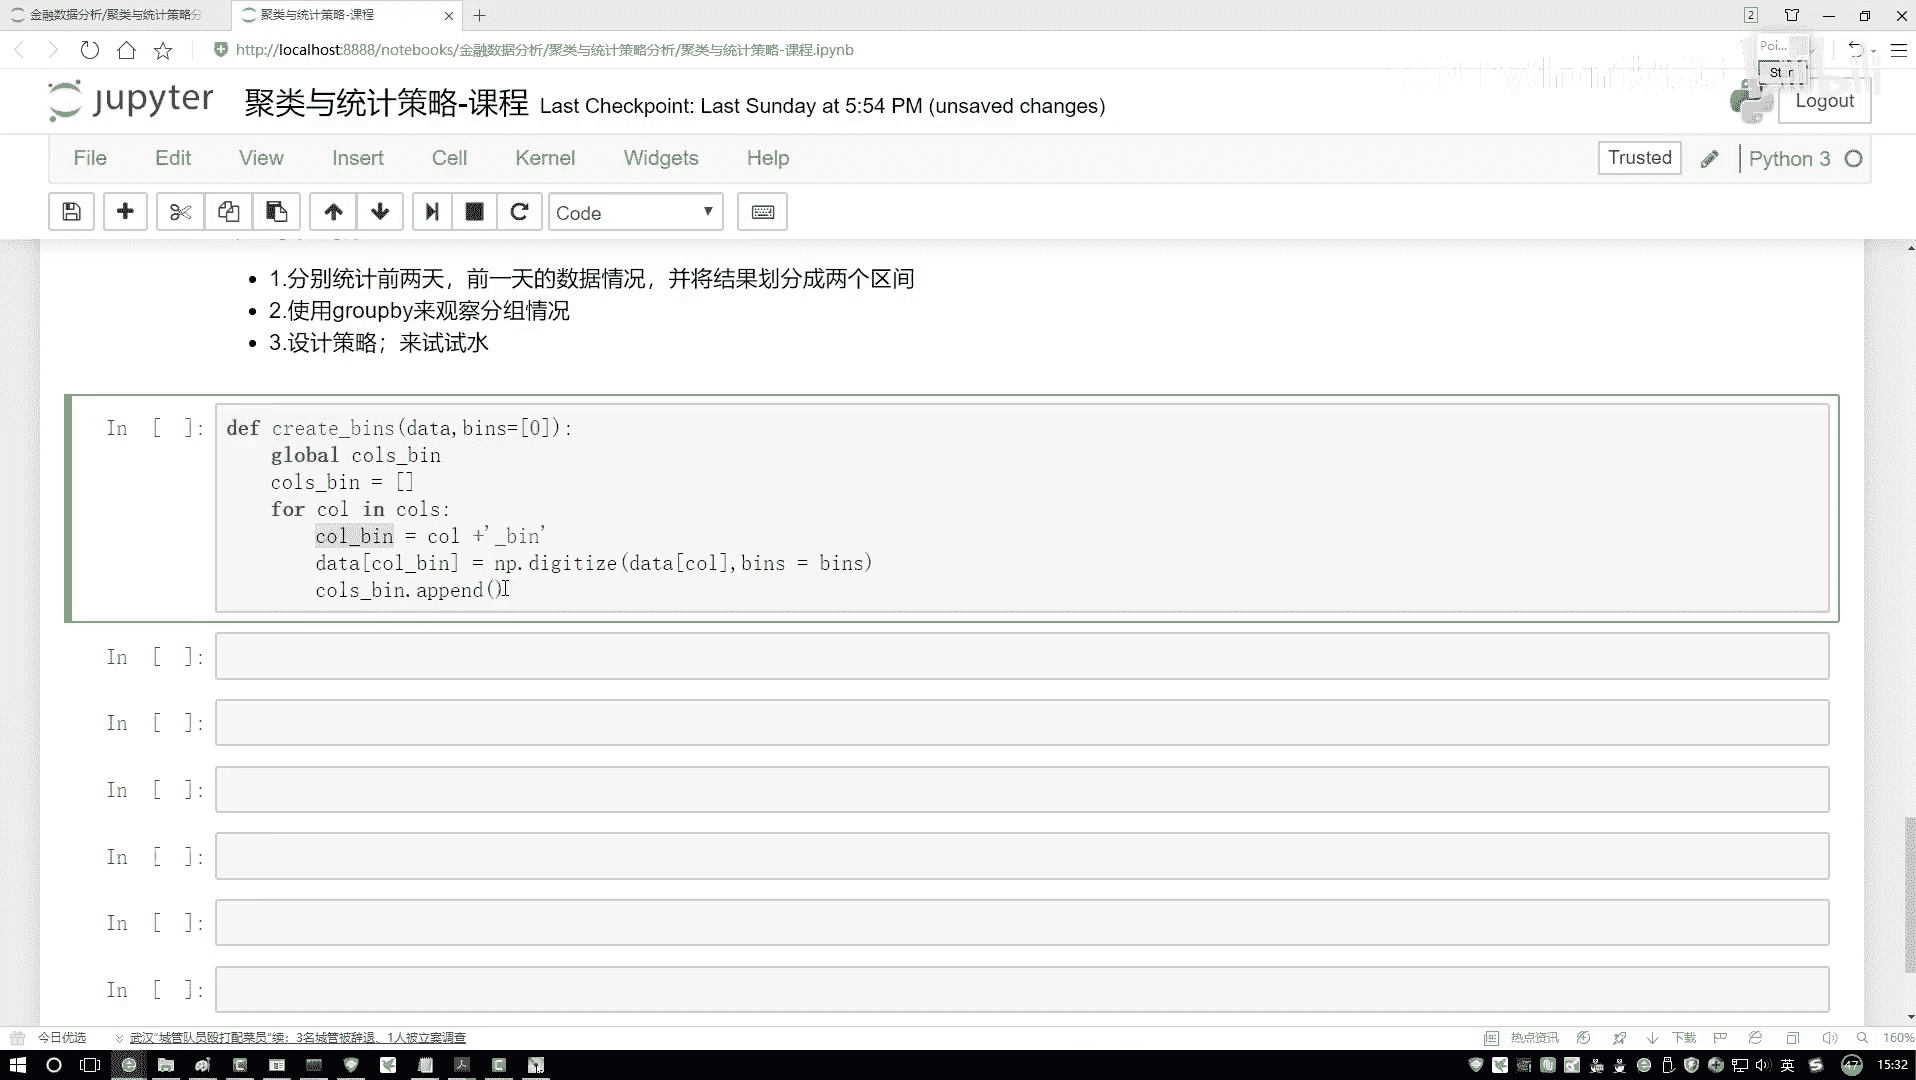 金融数据分析/聚类与统计策略分
聚类与统计策略-课程
2
http://localhost:8888/notebooks/金融数据分析/聚类与统计策略分析/聚类与统计策略-课程.ipynb
Poi...
jupyter 聚类与统计策略-课程 Last Checkpoint: Last Sunday at 5:54 PM (unsaved changes)
Logout
File Edit View Insert Cell Kernel Widgets Help
Trusted Python 3
Code
1.分别统计前两天，前一天的数据情况，并将结果划分成两个区间
2.使用groupby来观察分组情况
3.设计策略；来试试水
In [ ]:
def create_bins(data,bins=[0]):
global cols_bin
cols_bin = []
for col in cols:
col_bin = col +'_bin'
data[col_bin] = np.digitize(data[col],bins = bins)
cols_bin.append()
In [ ]:
In [ ]:
In [ ]:
In [ ]:
In [ ]:
In [ ]:
今日优选 武汉“城管队员殴打配菜员”续：3名城管被辞退、1人被立案调查 热点资讯 下载 160%
英 47 15:32